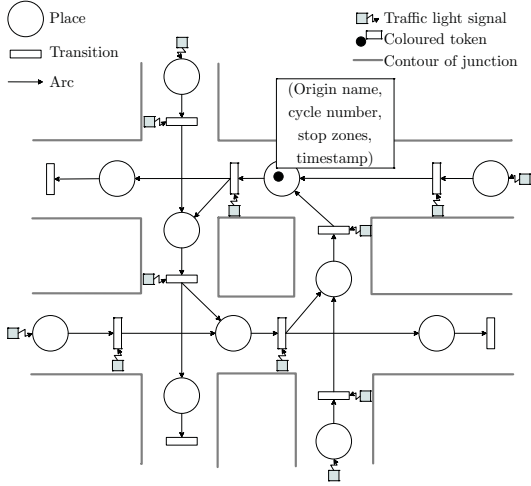 Place
Transition
Arc
Traffic light signal
Coloured token
Contour of junction
(Origin name,
cycle number,
stop zones,
timestamp)